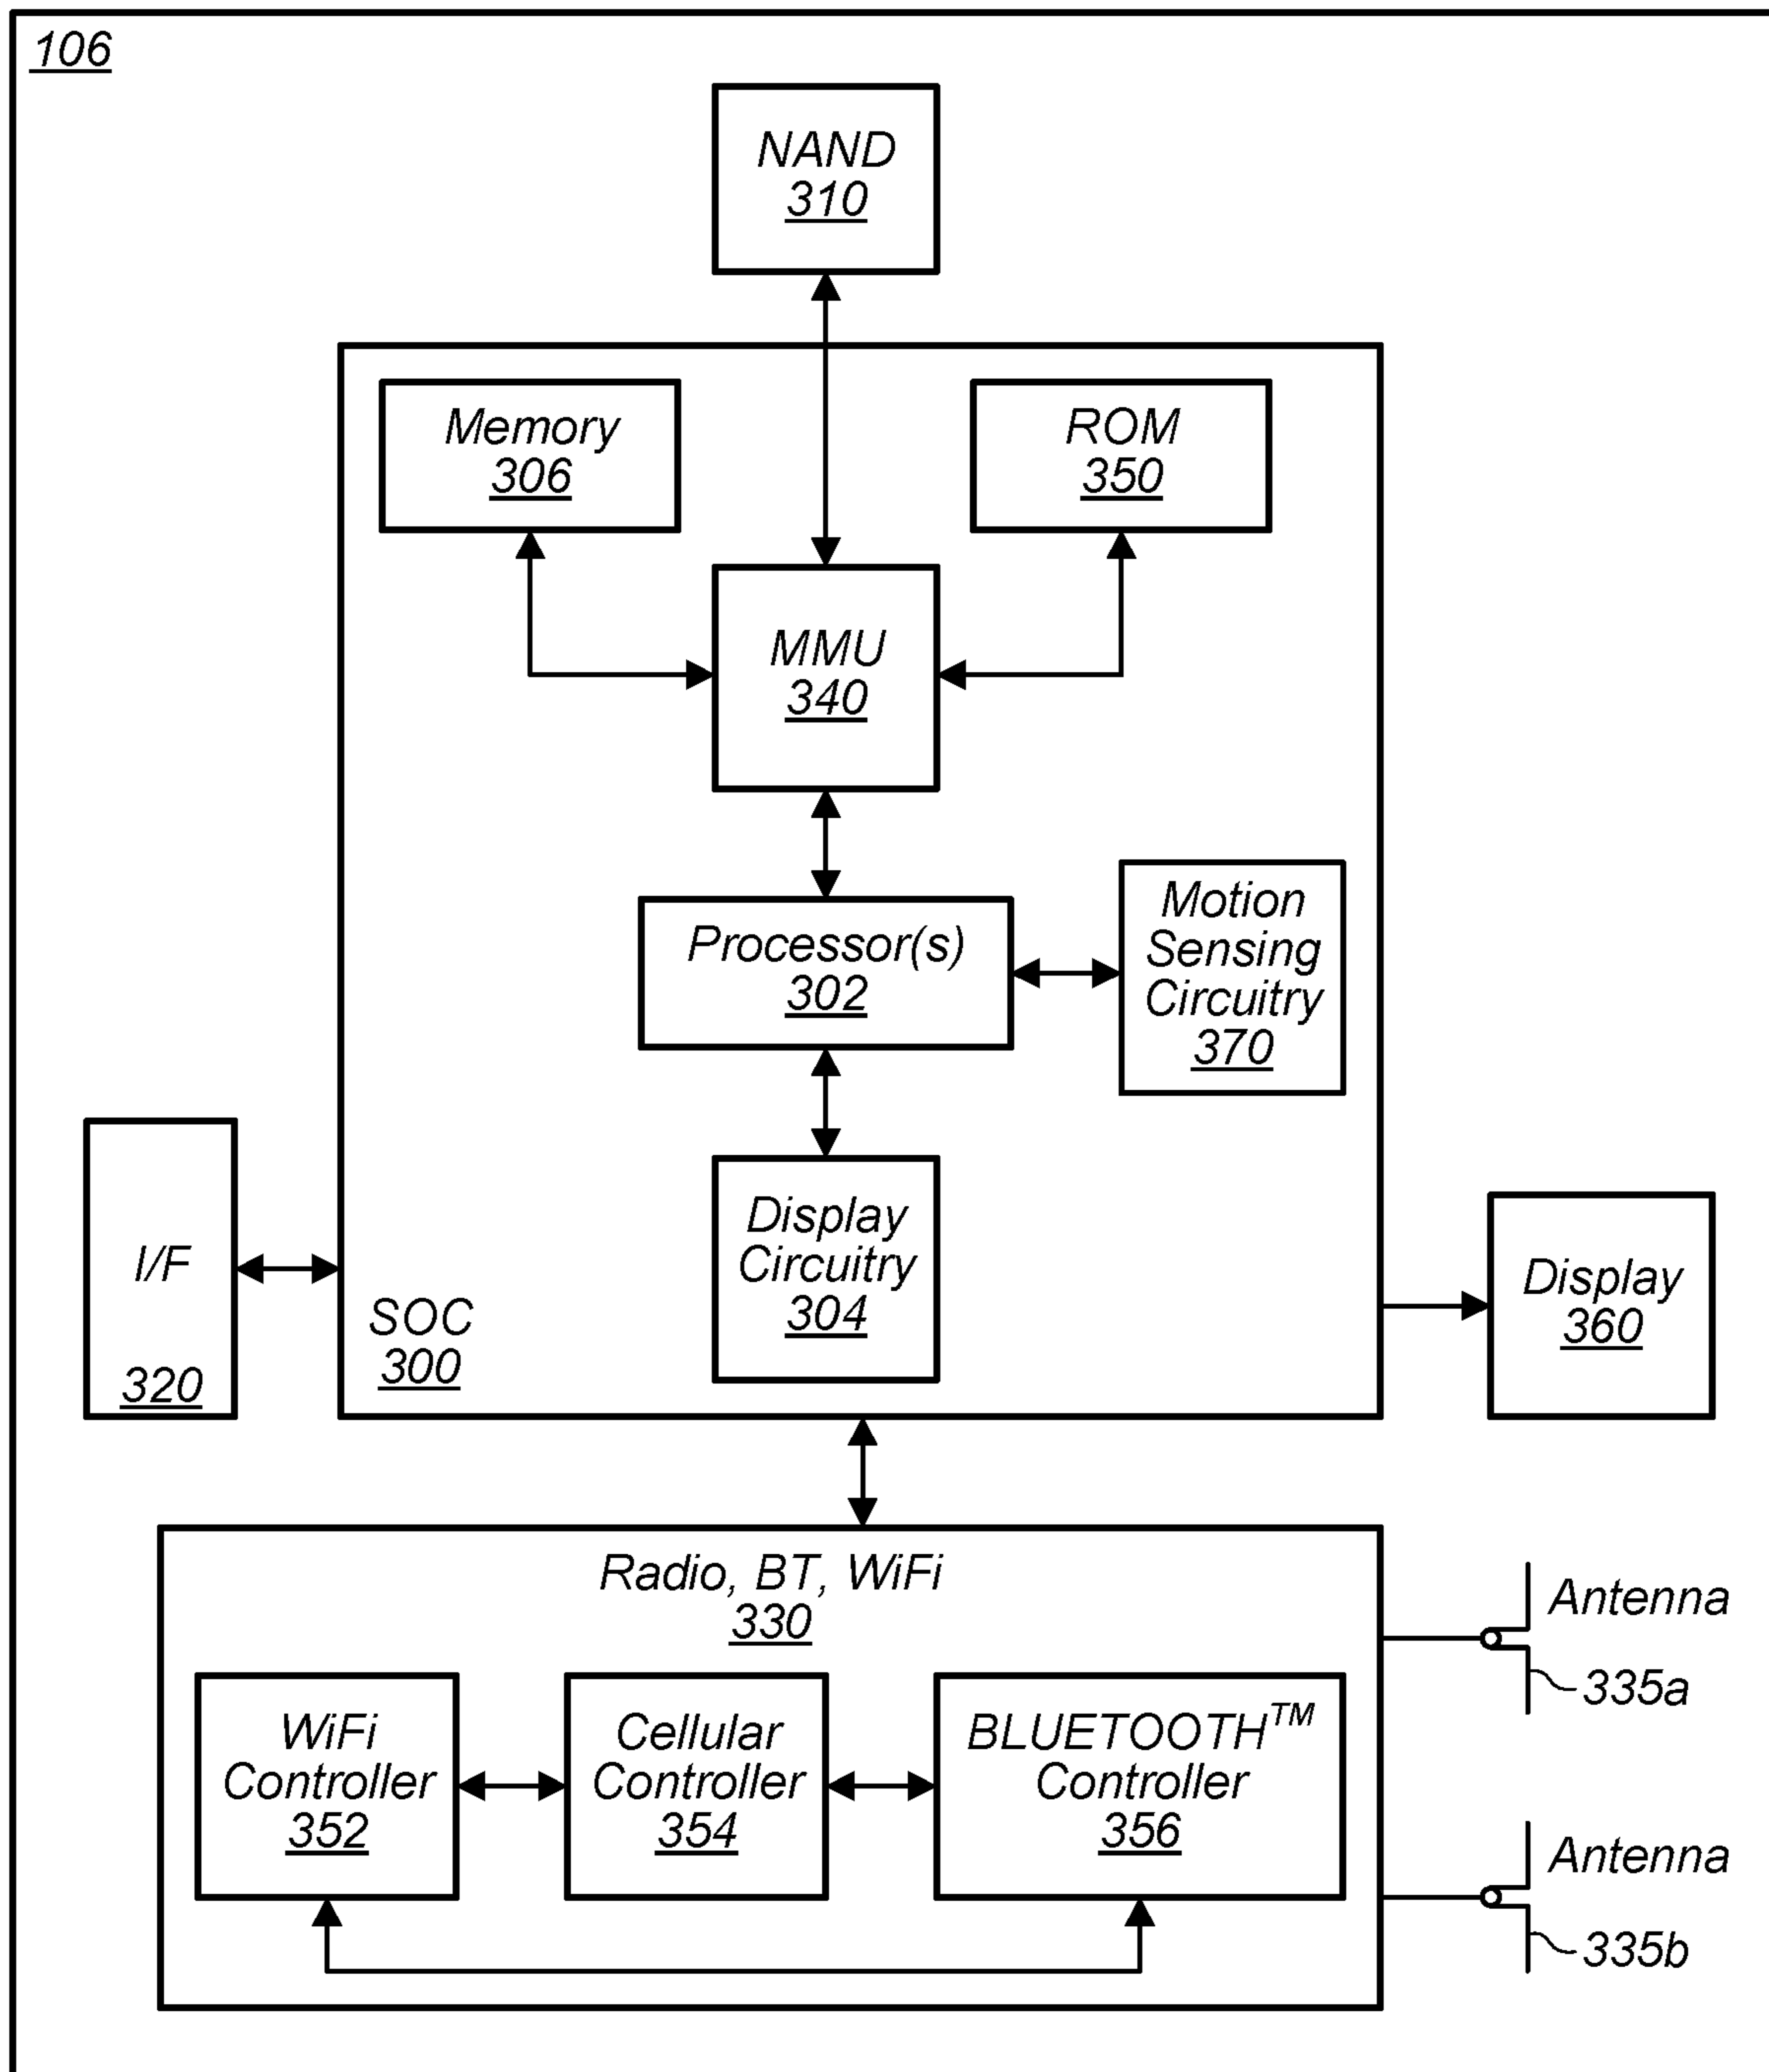 106
NAND
310
Memory
306
ROM
350
MMU
340
Processor(s)
302
Motion
Sensing
Circuitry
370
Display
Circuitry
304
I/F
320
SOC
300
Display
360
Radio, BT, WiFi
330
Antenna
335a
WiFi
Controller
352
Cellular
Controller
354
BLUETOOTH™
Controller
356
Antenna
335b